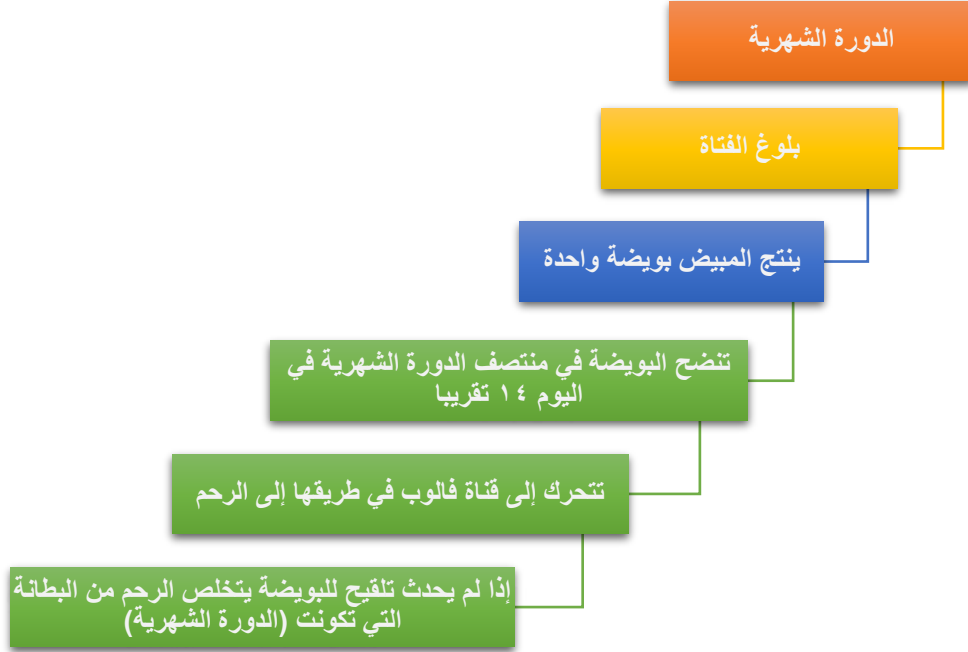 الدورة الشهرية
بلوغ الفتاة
ينتج المبيض بويضة واحدة
تنضح البويضة في منتصف الدورة الشهرية في
اليوم ١٤ تقريبا
تتحرك إلى قناة فالوب في طريقها إلى الرحم
إذا لم يحدث تلقيح للبويضة يتخلص الرحم من البطانة
التي تكونت (الدورة الشهرية)